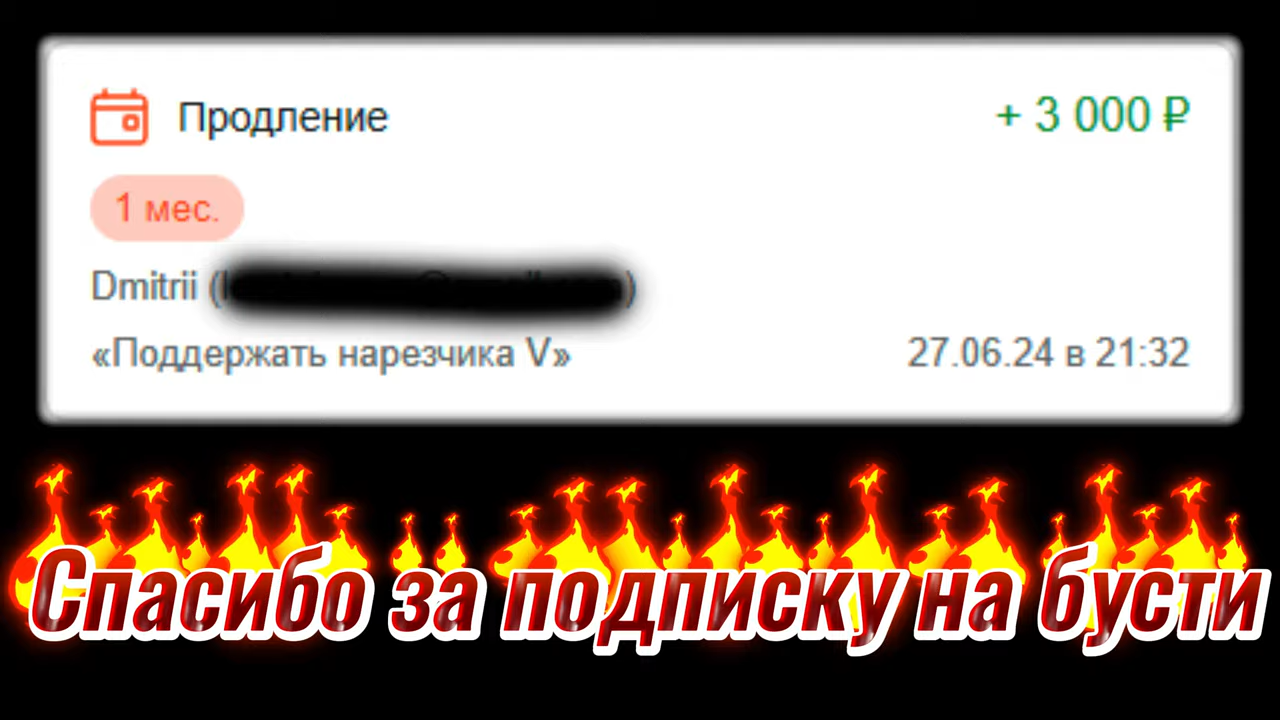 Продление
+ 3 000 ₽
1 мес.
Dmitrii (
«Поддержать нарезчика V»
27.06.24 в 21:32
Спасибо за подписку на бусти